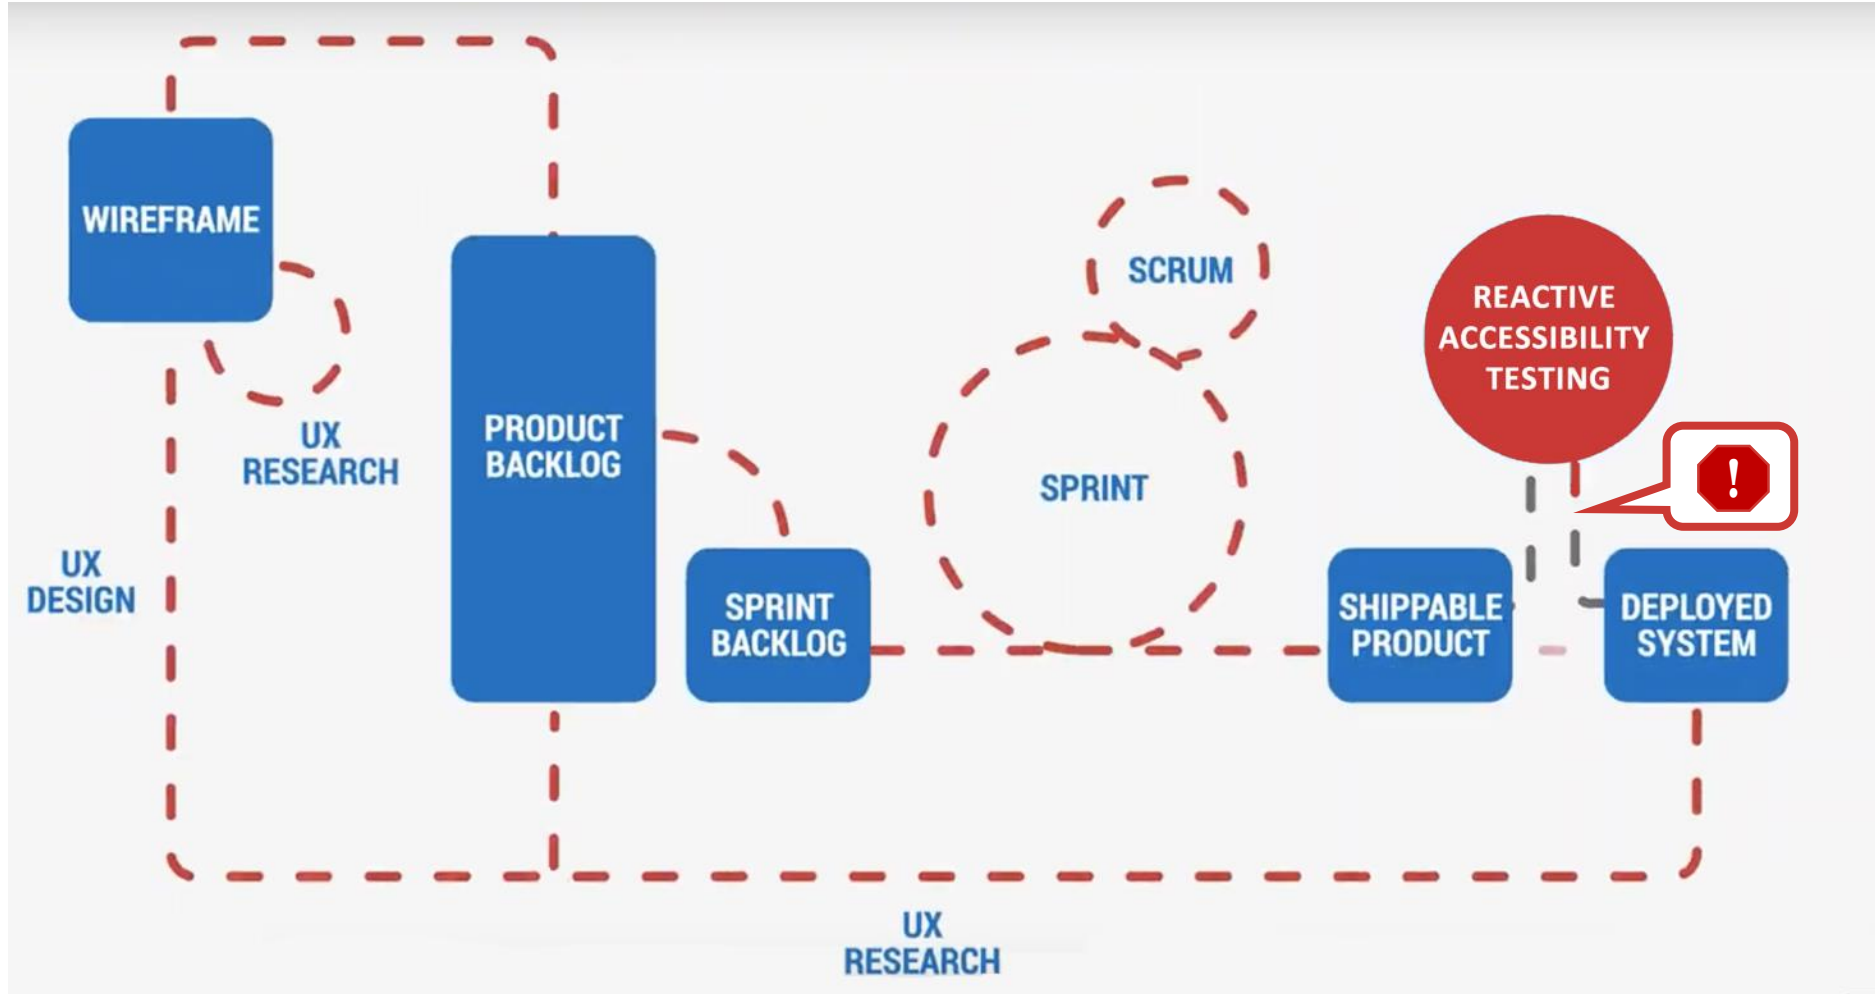 WIREFRAME
UX
RESEARCH
UX
DESIGN
PRODUCT
BACKLOG
SPRINT
BACKLOG
SCRUM
SPRINT
REACTIVE
ACCESSIBILITY
TESTING
!
SHIPPABLE
PRODUCT
DEPLOYED
SYSTEM
UX
RESEARCH